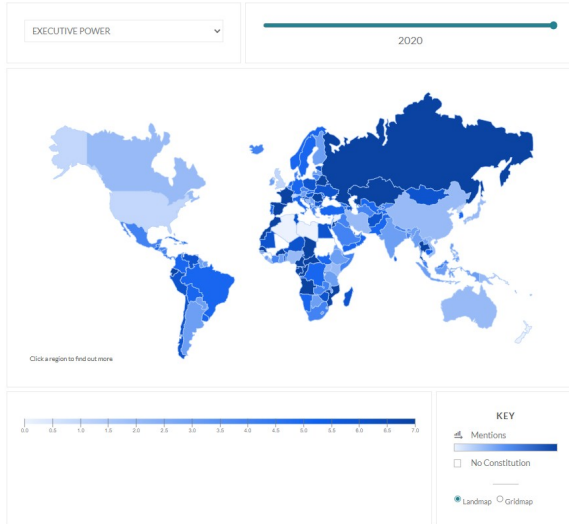 EXECUTIVE POWER
2020
Click a region to find out more
0.0 0.5 1.0 1.5 2.0 2.5 3.0 3.5 4.0 4.5 5.0 5.5 6.0 6.5 7.0
KEY
Mentions
No Constitution
Landmap Gridmap